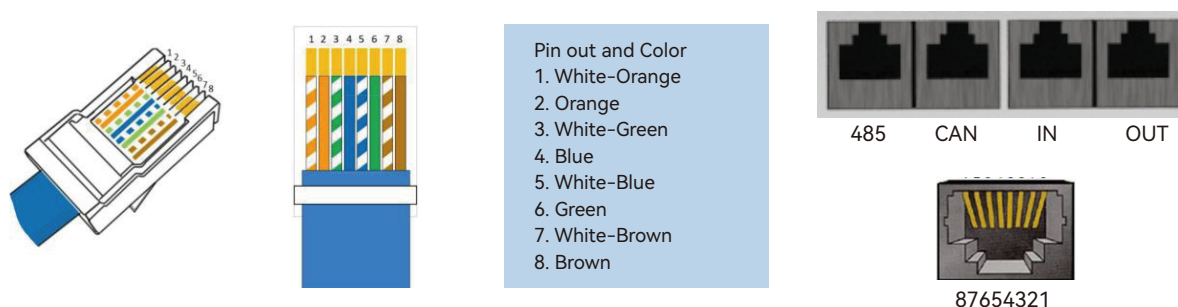 1 2 3 4 5 6 7 8
1 2 3 4 5 6 7 8
Pin out and Color
1. White-Orange
2. Orange
3. White-Green
4. Blue
5. White-Blue
6. Green
7. White-Brown
8. Brown
485 CAN IN OUT
87654321